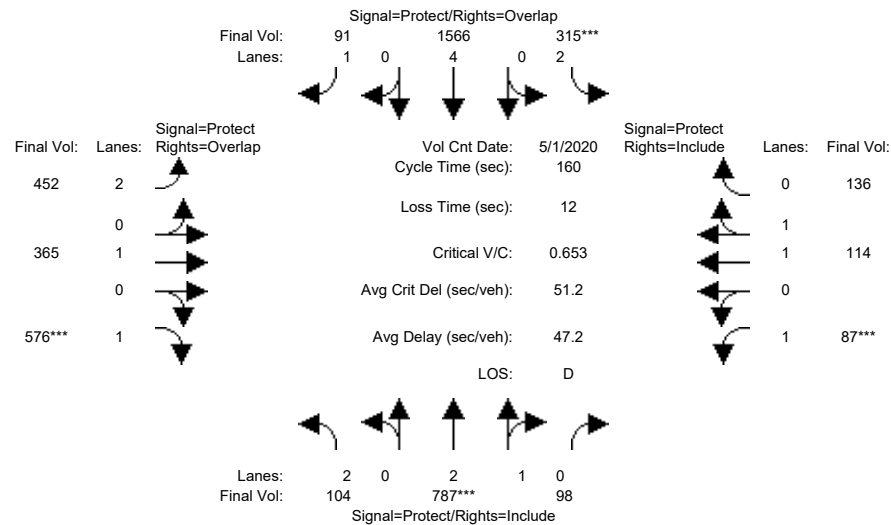 Signal=Protect/Rights=Overlap
Final Vol: 91 1566 315***
Lanes: 1 0 4 0 2
Signal=Protect Signal=Protect
Final Vol: Lanes: Rights=Overlap Vol Cnt Date: 5/1/2020 Rights=Include Lanes: Final Vol:
Cycle Time (sec): 160
452 2 0 136
Loss Time (sec): 12
0 1
365 1 Critical V/C: 0.653 1 114
0 Avg Crit Del (sec/veh): 51.2 0
576*** 1 Avg Delay (sec/veh): 47.2 1 87***
LOS: D
Lanes: 2 0 2 1 0
Final Vol: 104 787*** 98
Signal=Protect/Rights=Include